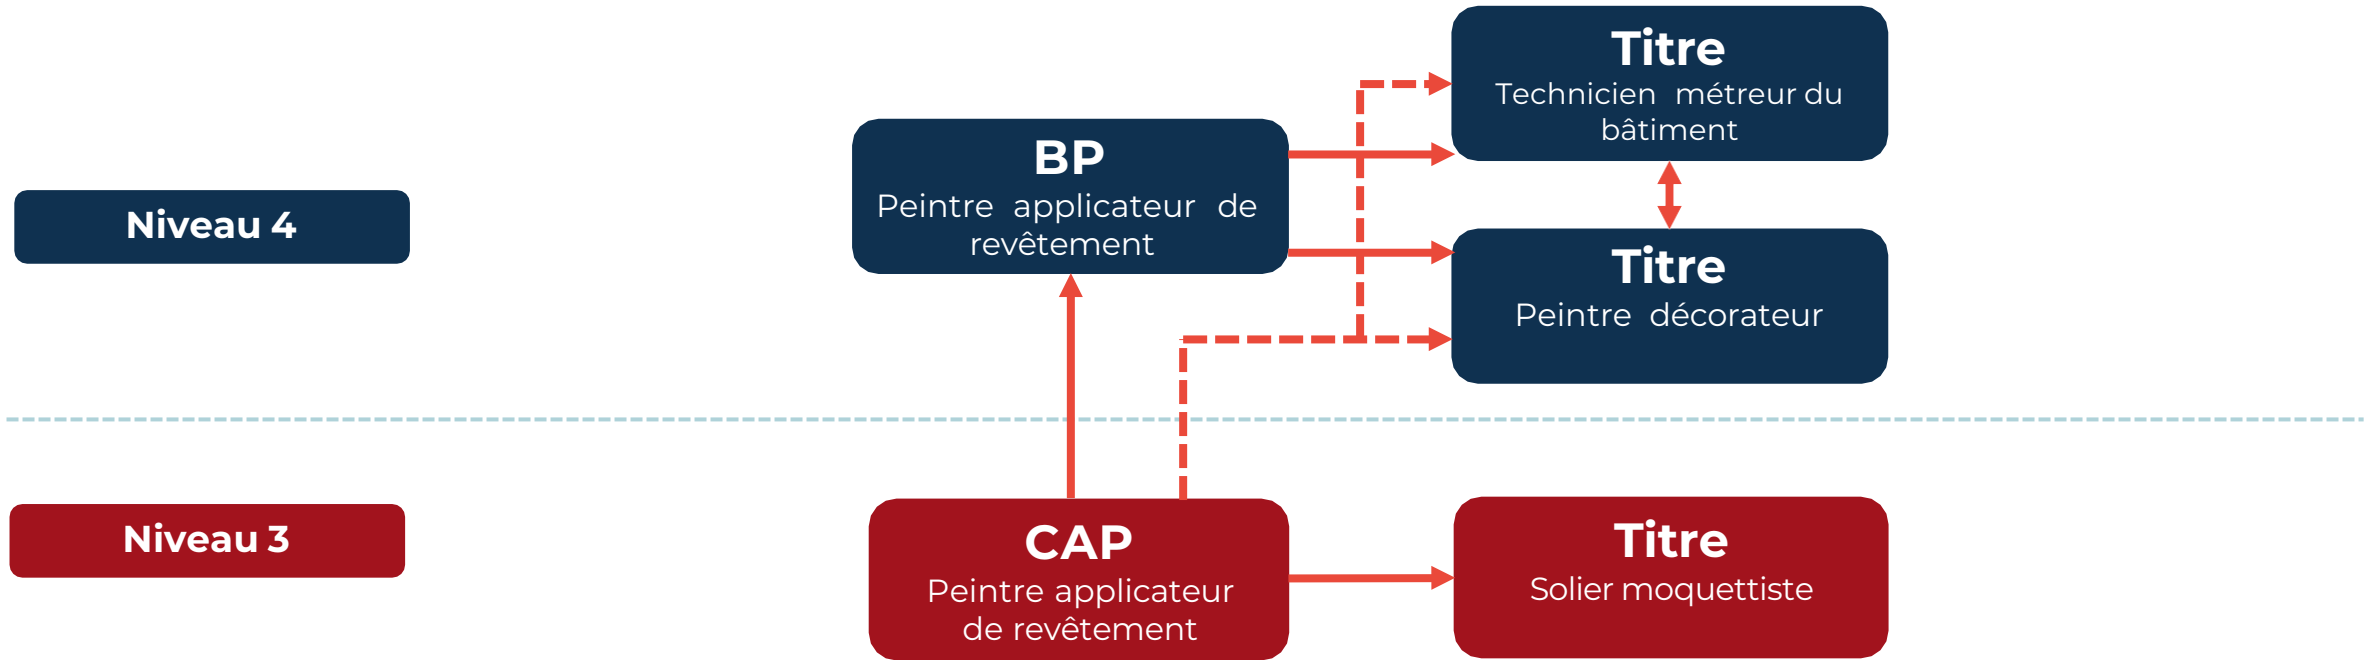 Niveau 4
BP
Peintre applicateur de
revêtement
Titre
Technicien métreur du
bâtiment
Titre
Peintre décorateur
Niveau 3
CAP
Peintre applicateur
de revêtement
Titre
Solier moquettiste